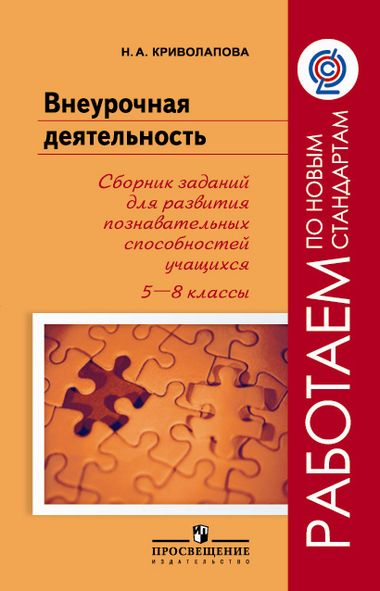 Н. А. КРИВОЛАПОВА
Внеурочная
деятельность
Сборник заданий
для развития
познавательных
способностей
учащихся
5—8 классы
РАБОТАЕМ
ПО НОВЫМ
СТАНДАРТАМ
ПРОСВЕЩЕНИЕ
ИЗДАТЕЛЬСТВО